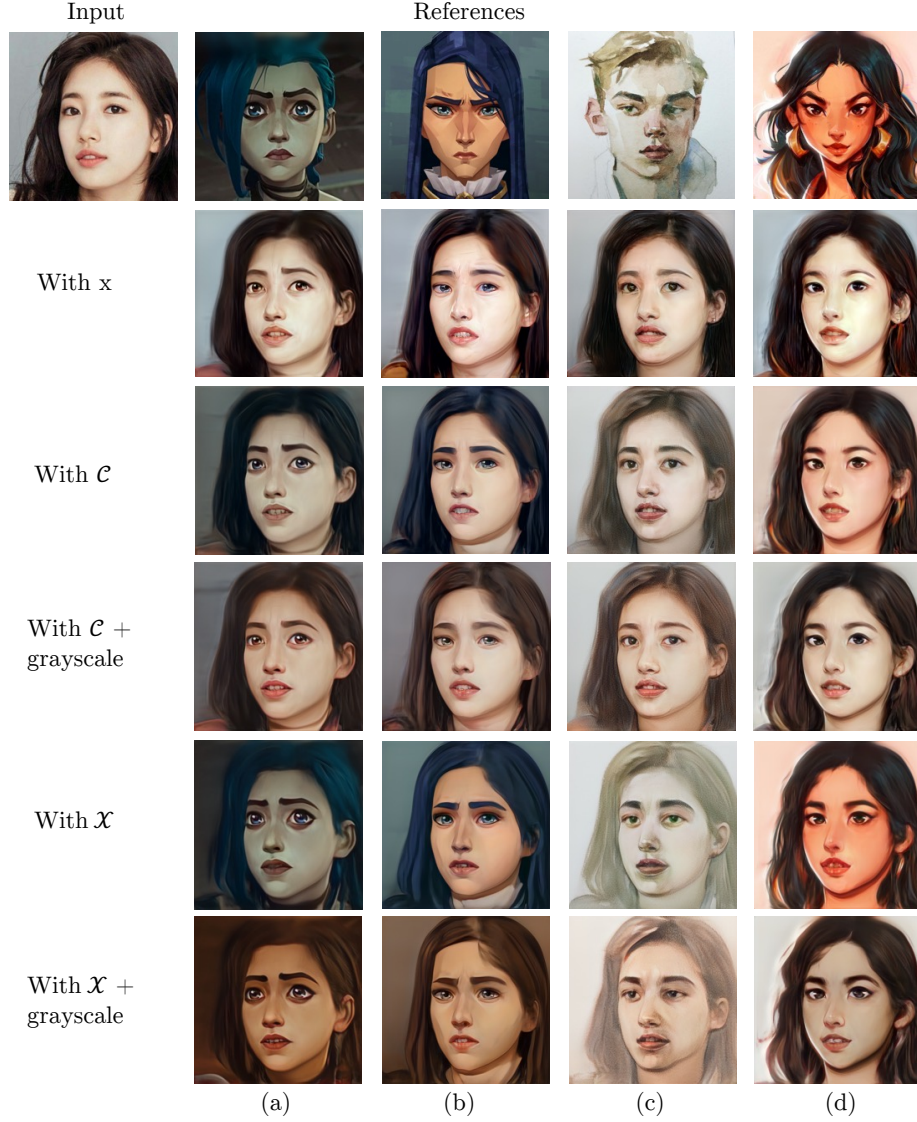 Input
References
With x
With 𝒞
With 𝒞 +
grayscale
With 𝒳
With 𝒳 +
grayscale
(a)
(b)
(c)
(d)